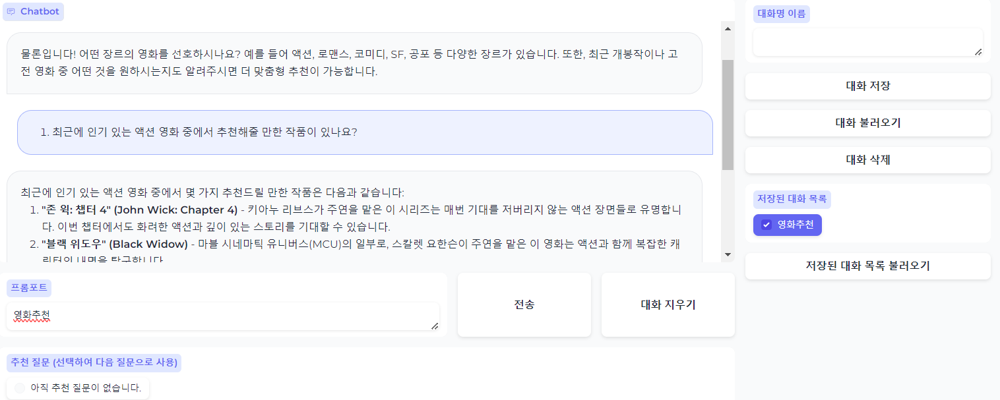 Chatbot
물론입니다! 어떤 장르의 영화를 선호하시나요? 예를 들어 액션, 로맨스, 코미디, SF, 공포 등 다양한 장르가 있습니다. 또한, 최근 개봉작이나 고
전 영화 중 어떤 것을 원하시는지도 알려주시면 더 맞춤형 추천이 가능합니다.
1. 최근에 인기 있는 액션 영화 중에서 추천해줄 만한 작품이 있나요?
최근에 인기 있는 액션 영화 중에서 몇 가지 추천드릴 만한 작품은 다음과 같습니다:
1. "존 윅: 챕터 4" (John Wick: Chapter 4) - 키아누 리브스가 주연을 맡은 이 시리즈는 매번 기대를 저버리지 않는 액션 장면들로 유명합니
다. 이번 챕터에서도 화려한 액션과 깊이 있는 스토리를 기대할 수 있습니다.
2. "블랙 위도우" (Black Widow) - 마블 시네마틱 유니버스(MCU)의 일부로, 스칼렛 요한슨이 주연을 맡은 이 영화는 액션과 함께 복잡한 캐
릭터의 내면을 탐구합니다.
프롬포트
영화추천
전송
대화 지우기
추천 질문 (선택하여 다음 질문으로 사용)
아직 추천 질문이 없습니다.
대화명 이름
대화 저장
대화 불러오기
대화 삭제
저장된 대화 목록
영화추천
저장된 대화 목록 불러오기